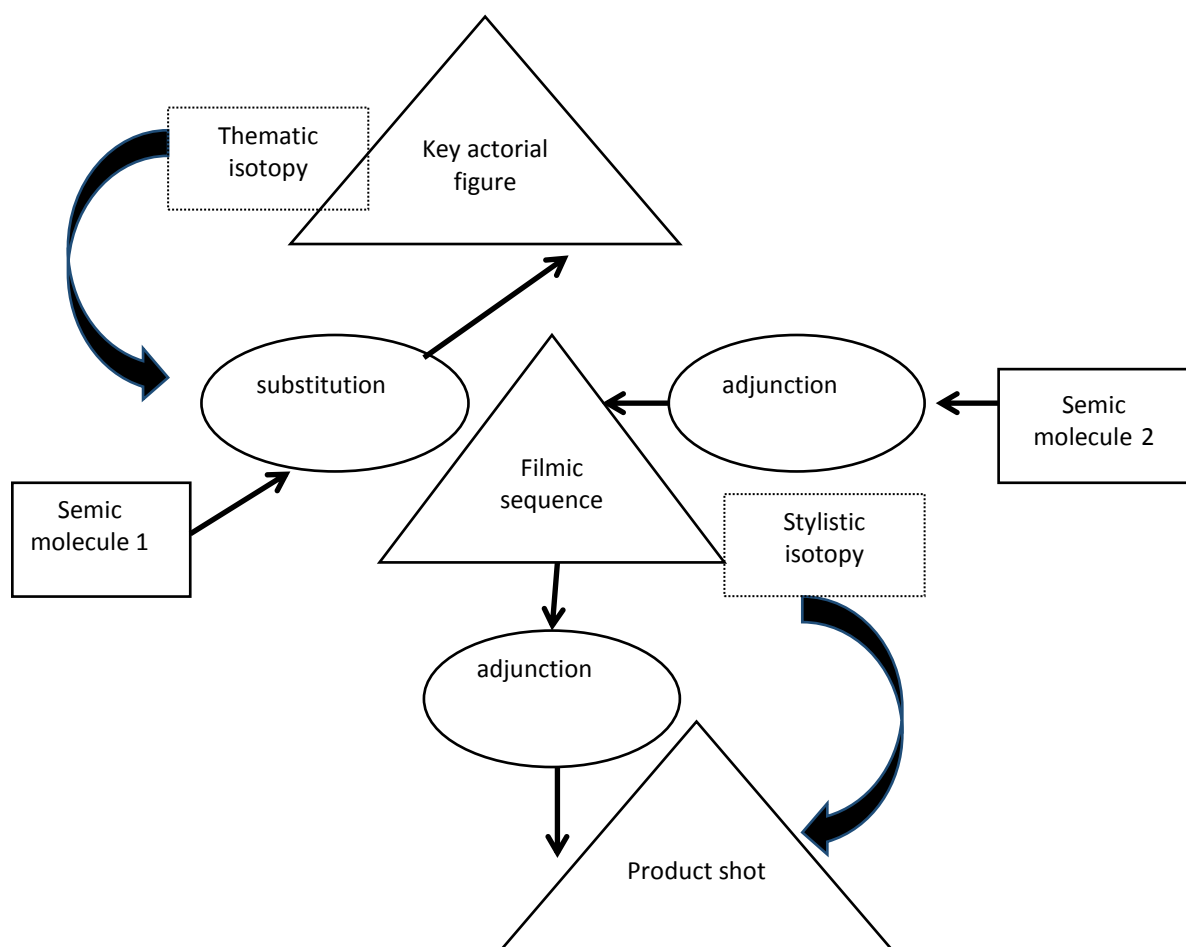 Thematic
isotopy
Key actorial
figure
substitution
adjunction
Semic
molecule 2
Filmic
sequence
Semic
molecule 1
Stylistic
isotopy
adjunction
Product shot